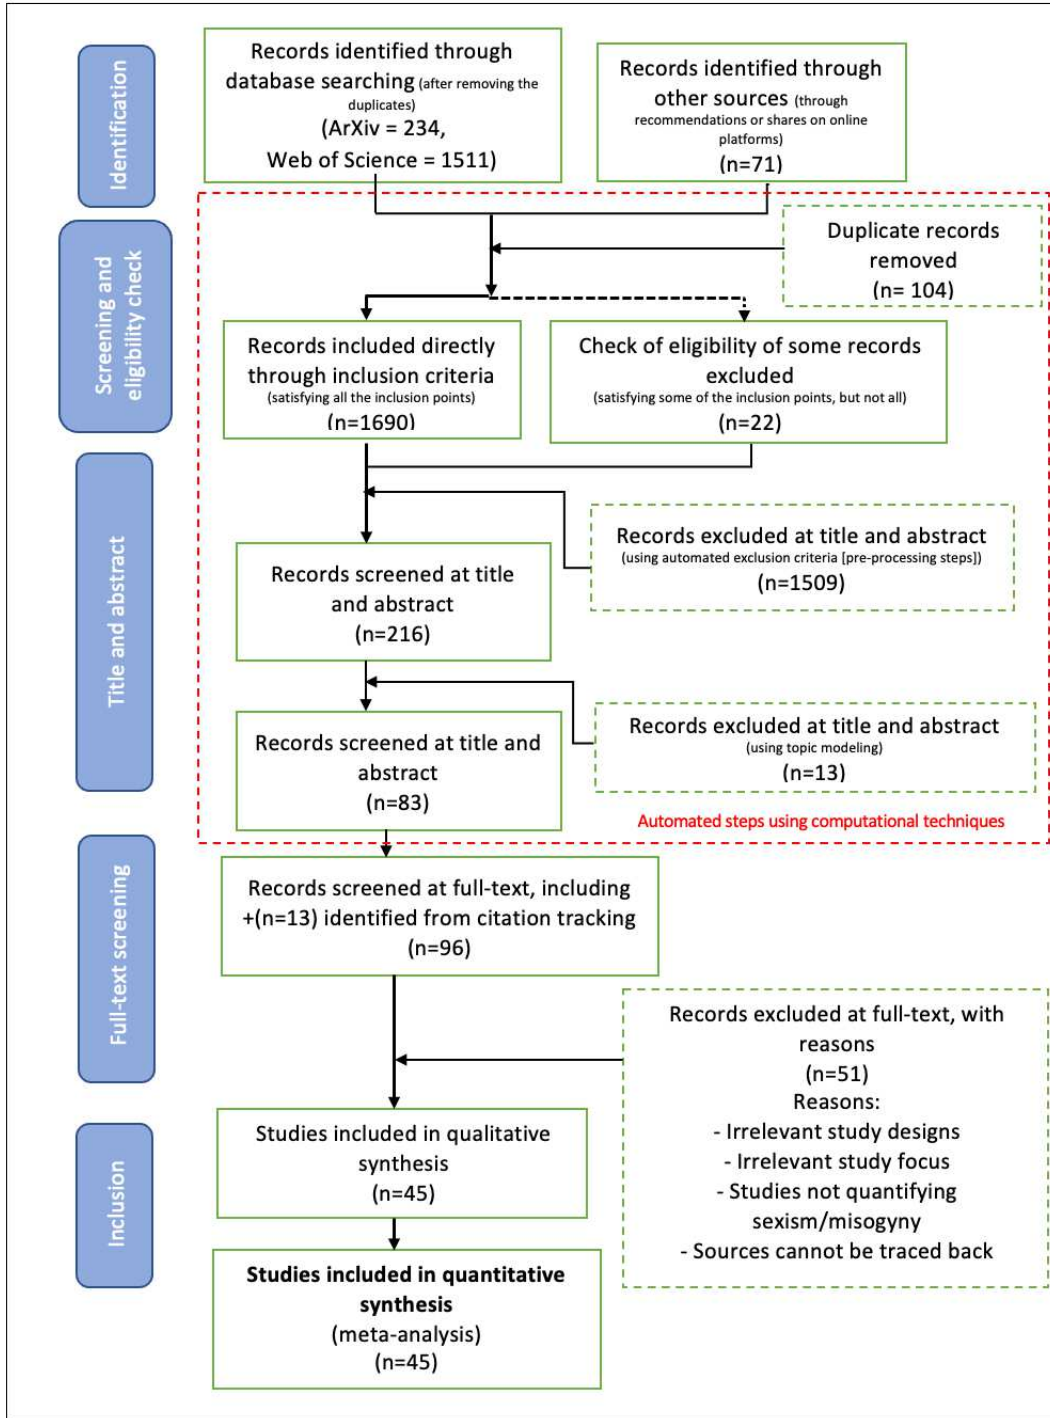 Identification
Records identified through
database searching (after removing the
duplicates)
(ArXiv = 234,
Web of Science = 1511)
Records identified through
other sources (through
recommendations or shares on online
platforms)
(n=71)
Screening and
eligibility check
Duplicate records
removed
(n= 104)
Records included directly
through inclusion criteria
(satisfying all the inclusion points)
(n=1690)
Check of eligibility of some records
excluded
(satisfying some of the inclusion points, but not all)
(n=22)
Title and abstract
Records excluded at title and abstract
(using automated exclusion criteria [pre-processing steps])
(n=1509)
Records screened at title
and abstract
(n=216)
Records excluded at title and abstract
(using topic modeling)
(n=13)
Records screened at title and
abstract
(n=83)
Automated steps using computational techniques
Full-text screening
Records screened at full-text, including
+(n=13) identified from citation tracking
(n=96)
Records excluded at full-text, with
reasons
(n=51)
Reasons:
- Irrelevant study designs
- Irrelevant study focus
- Studies not quantifying
sexism/misogyny
- Sources cannot be traced back
Inclusion
Studies included in qualitative
synthesis
(n=45)
Studies included in quantitative
synthesis
(meta-analysis)
(n=45)